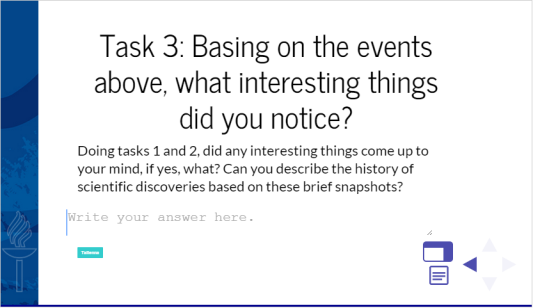 Task 3: Basing on the events
above, what interesting things
did you notice?
Doing tasks 1 and 2, did any interesting things come up to
your mind, if yes, what? Can you describe the history of
scientific discoveries based on these brief snapshots?
Write your answer here.
Tallenna